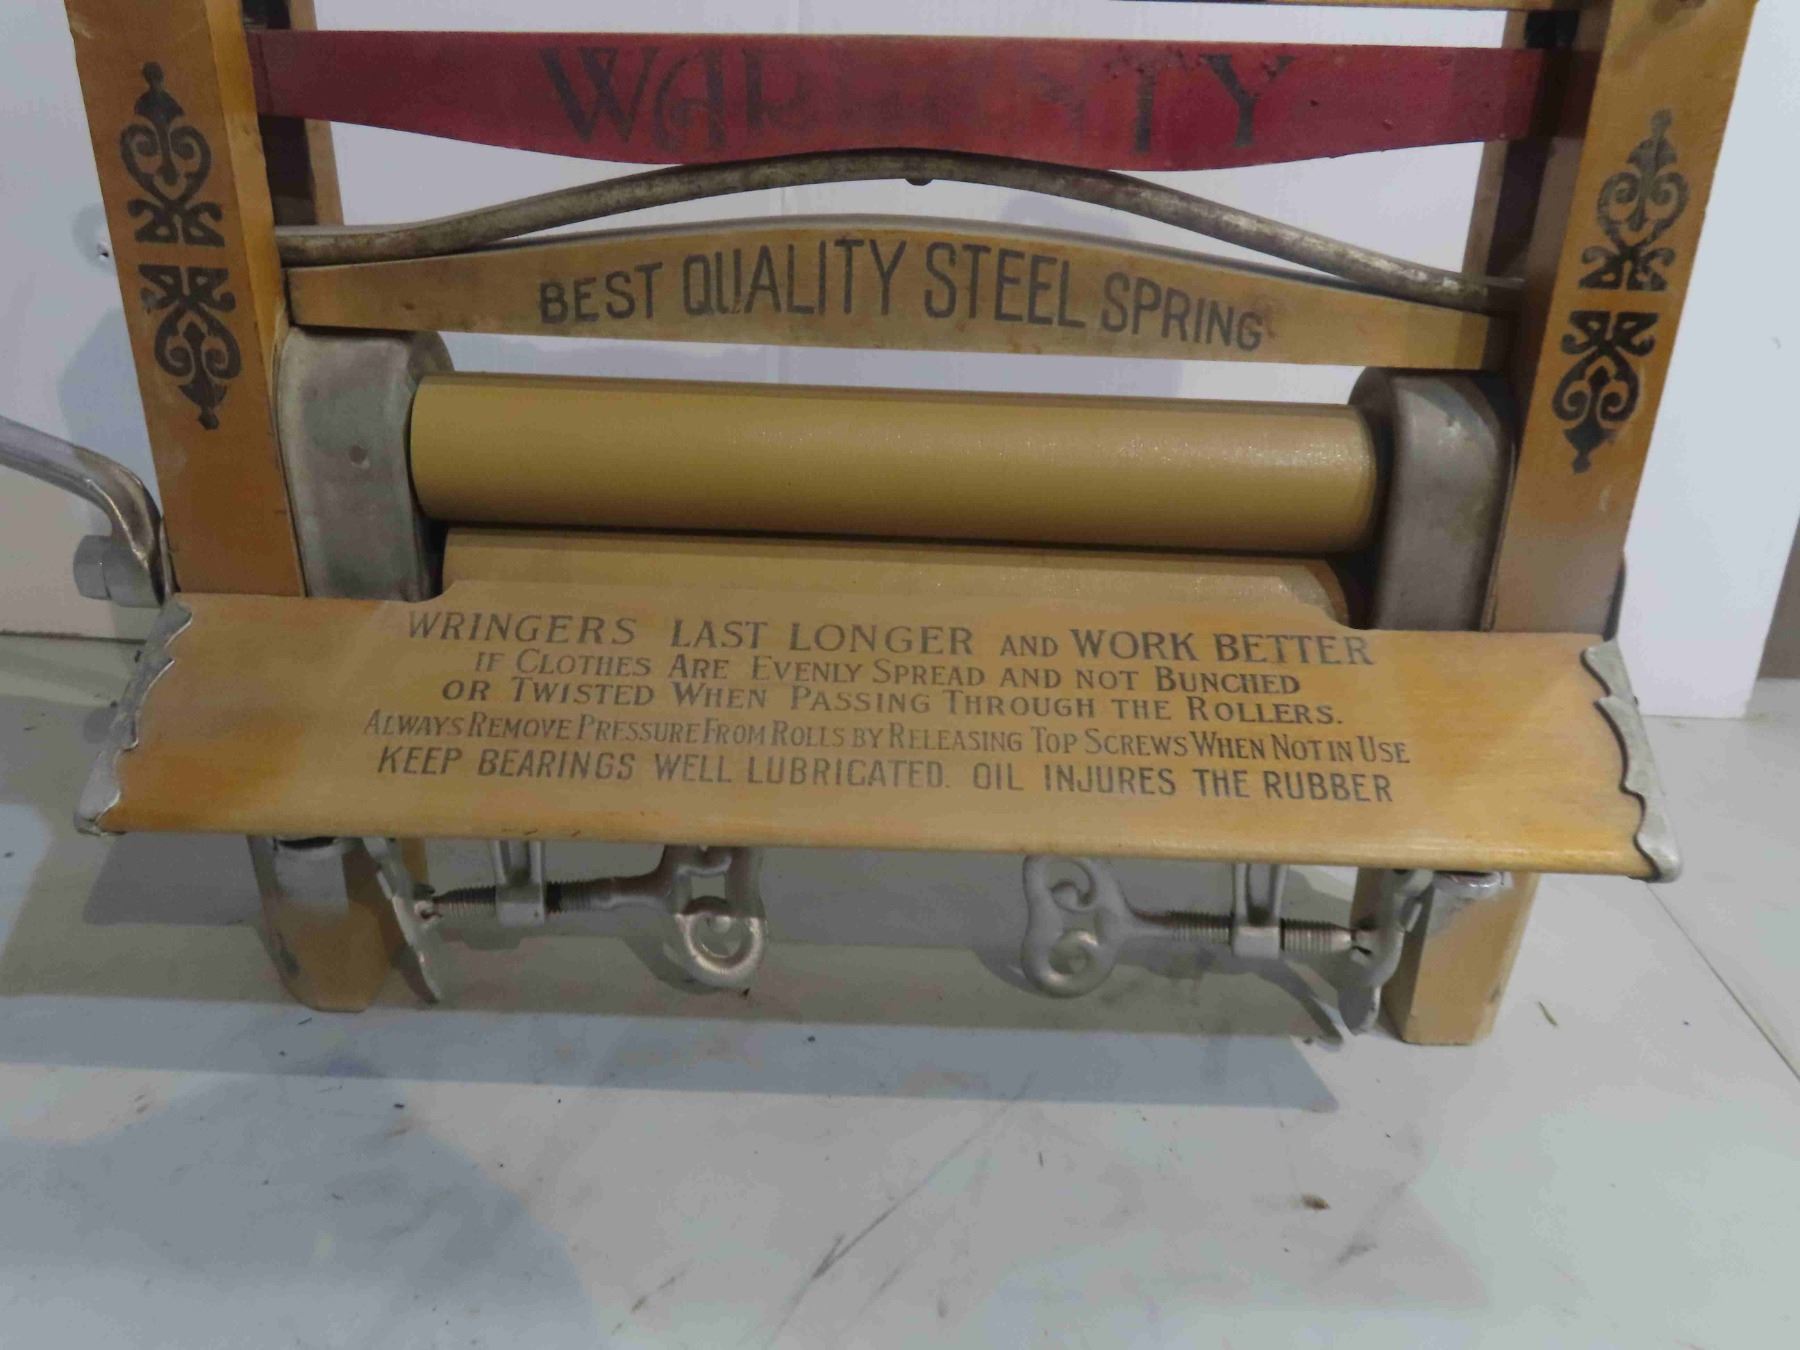 WARRANTY
BEST QUALITY STEEL SPRING
WRINGERS LAST LONGER AND WORK BETTER
IF CLOTHES ARE EVENLY SPREAD AND NOT BUNCHED
OR TWISTED WHEN PASSING THROUGH THE ROLLERS.
ALWAYS REMOVE PRESSURE FROM ROLLS BY RELEASING TOP SCREWS WHEN NOT IN USE
KEEP BEARINGS WELL LUBRICATED. OIL INJURES THE RUBBER